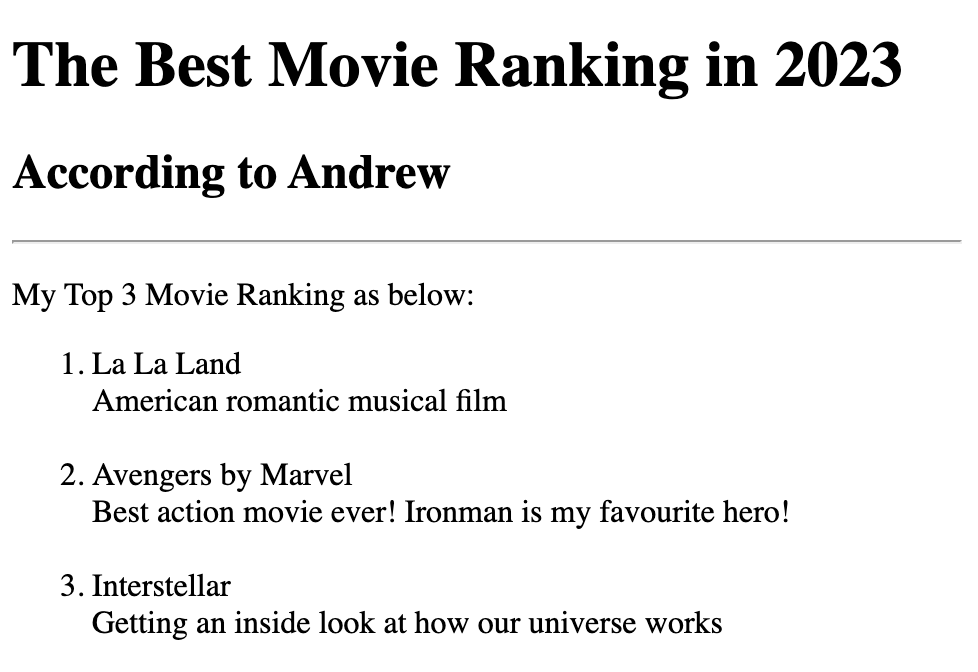 The Best Movie Ranking in 2023
According to Andrew
My Top 3 Movie Ranking as below:
1. La La Land
American romantic musical film
2. Avengers by Marvel
Best action movie ever! Ironman is my favourite hero!
3. Interstellar
Getting an inside look at how our universe works